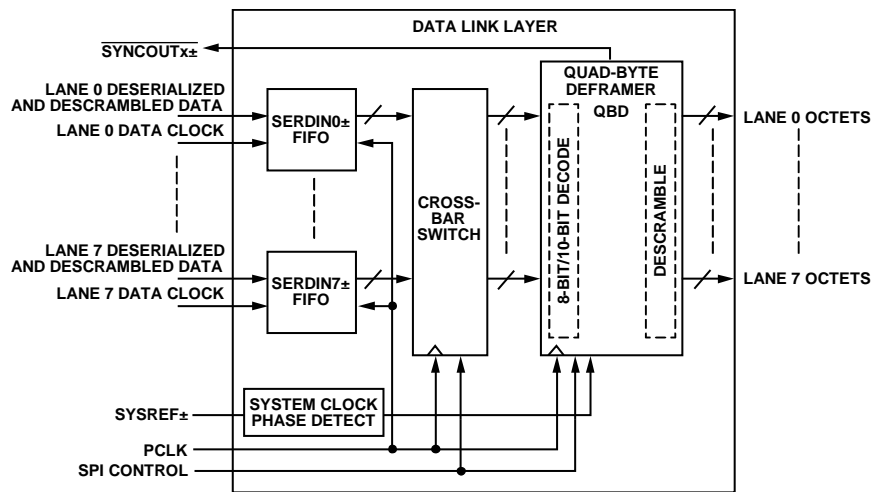 DATA LINK LAYER
SYNCOUTx±
QUAD-BYTE
DEFRAMER
QBD
LANE 0 DESERIALIZED
AND DESCRAMBLED DATA
LANE 0 DATA CLOCK
SERDIN0±
FIFO
LANE 0 OCTETS
CROSS-
BAR
SWITCH
8-BIT/10-BIT DECODE
DESCRAMBLE
LANE 7 DESERIALIZED
AND DESCRAMBLED DATA
LANE 7 DATA CLOCK
SERDIN7±
FIFO
LANE 7 OCTETS
SYSREF±
SYSTEM CLOCK
PHASE DETECT
PCLK
SPI CONTROL